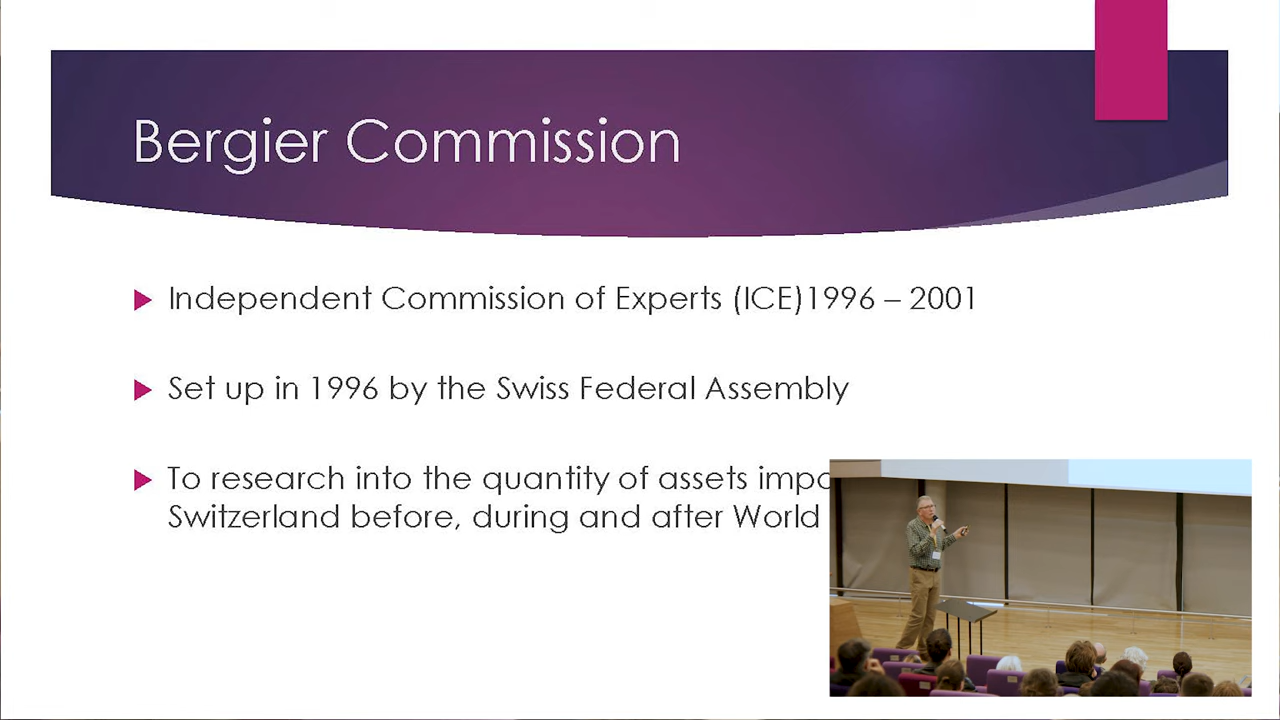 Bergier Commission
Independent Commission of Experts (ICE)1996 – 2001
Set up in 1996 by the Swiss Federal Assembly
To research into the quantity of assets
Switzerland before, during and after World